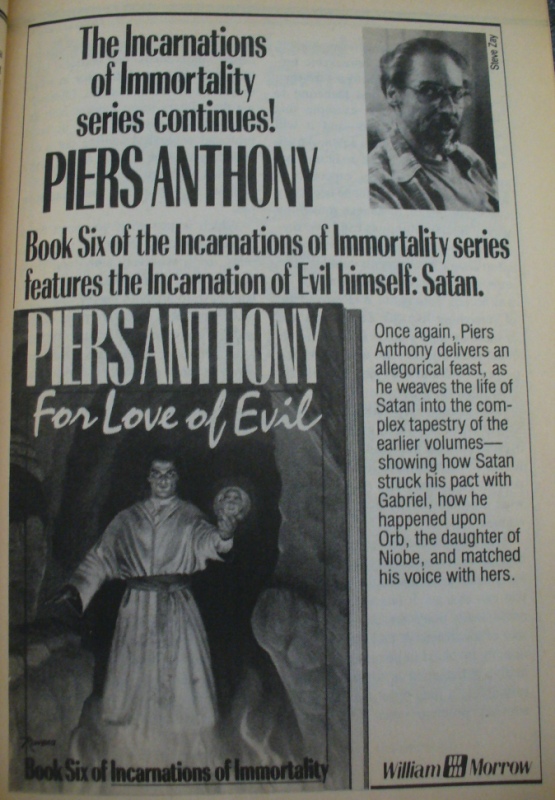 The Incarnations
of Immortality
series continues!
PIERS ANTHONY
Steve Zay
Book Six of the Incarnations of Immortality series
features the Incarnation of Evil himself: Satan.
PIERS ANTHONY
For Love of Evil
Book Six of Incarnations of Immortality
Once again, Piers
Anthony delivers an
allegorical feast, as
he weaves the life of
Satan into the com-
plex tapestry of the
earlier volumes—
showing how Satan
struck his pact with
Gabriel, how he
happened upon
Orb, the daughter of
Niobe, and matched
his voice with hers.
William Morrow